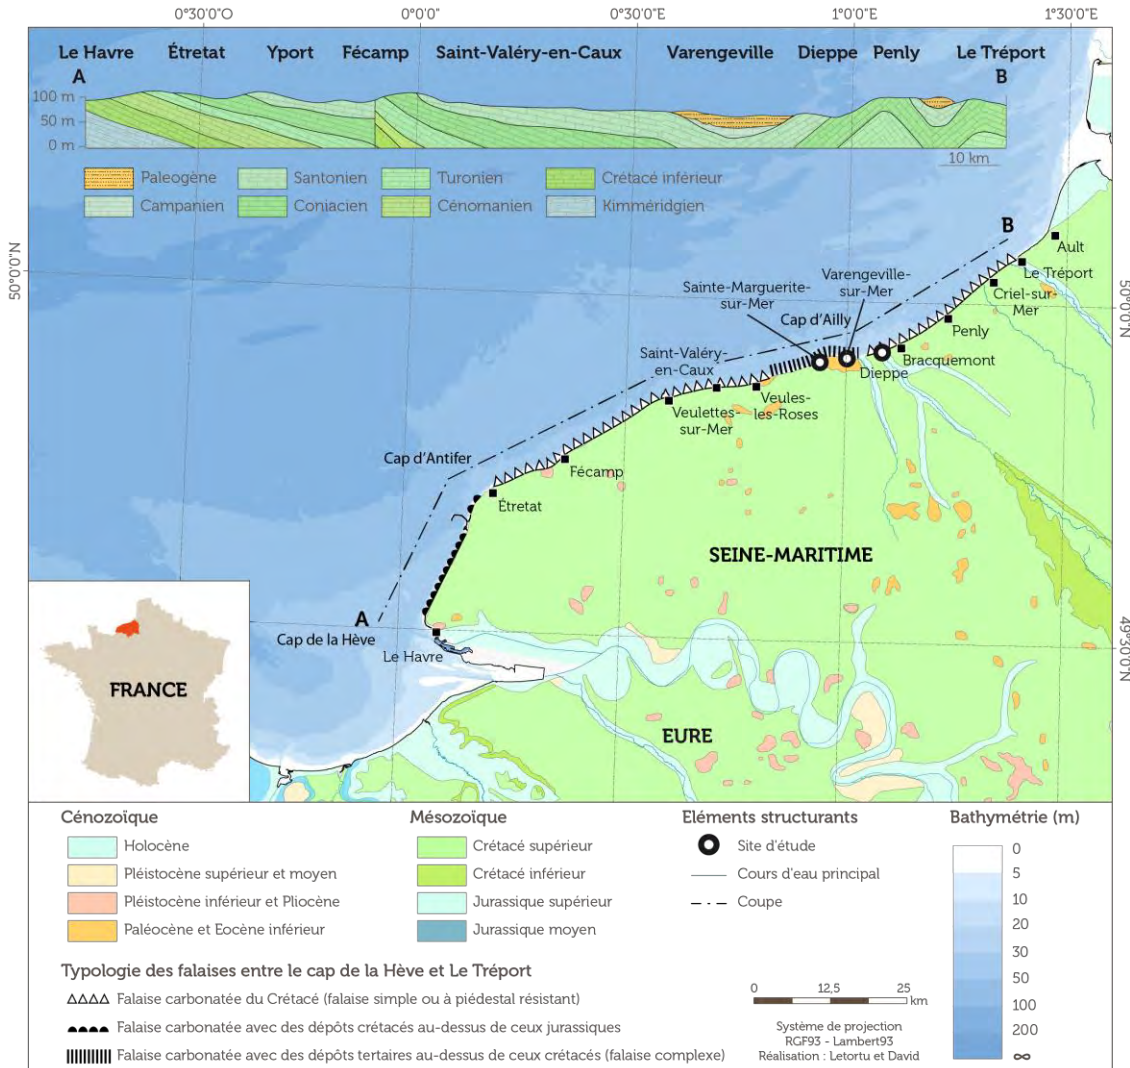 0°30'0"O
0°0'0"
0°30'0"E
1°0'0"E
1°30'0"E
Le Havre
Étretat
Yport
Fécamp
Saint-Valéry-en-Caux
Varengeville
Dieppe
Penly
Le Tréport
A
B
100 m
50 m
0 m
10 km
Paleogène
Santonien
Turonien
Crétacé inférieur
Campanien
Coniacien
Cénomanien
Kimméridgien
50°0'0"N
50°0'0"N
49°30'0"N
B
Ault
Le Tréport
Criel-sur-
Mer
Penly
Varengeville-
sur-Mer
Sainte-Marguerite-
sur-Mer
Cap d'Ailly
Bracquemont
Dieppe
Saint-Valéry-
en-Caux
Veules-
les-Roses
Veulettes-
sur-Mer
Cap d'Antifer
Fécamp
Étretat
SEINE-MARITIME
A
Cap de la Hève
Le Havre
EURE
FRANCE
Cénozoïque
Holocène
Pléistocène supérieur et moyen
Pléistocène inférieur et Pliocène
Paléocène et Eocène inférieur
Mésozoïque
Crétacé supérieur
Crétacé inférieur
Jurassique supérieur
Jurassique moyen
Eléments structurants
Site d'étude
Cours d'eau principal
Coupe
Bathymétrie (m)
0
5
10
20
30
50
100
200
∞
Typologie des falaises entre le cap de la Hève et Le Tréport
Falaise carbonatée du Crétacé (falaise simple ou à piédestal résistant)
Falaise carbonatée avec des dépôts crétacés au-dessus de ceux jurassiques
Falaise carbonatée avec des dépôts tertaires au-dessus de ceux crétacés (falaise complexe)
0 12,5 25
km
Système de projection
RGF93 - Lambert93
Réalisation : Letortu et David